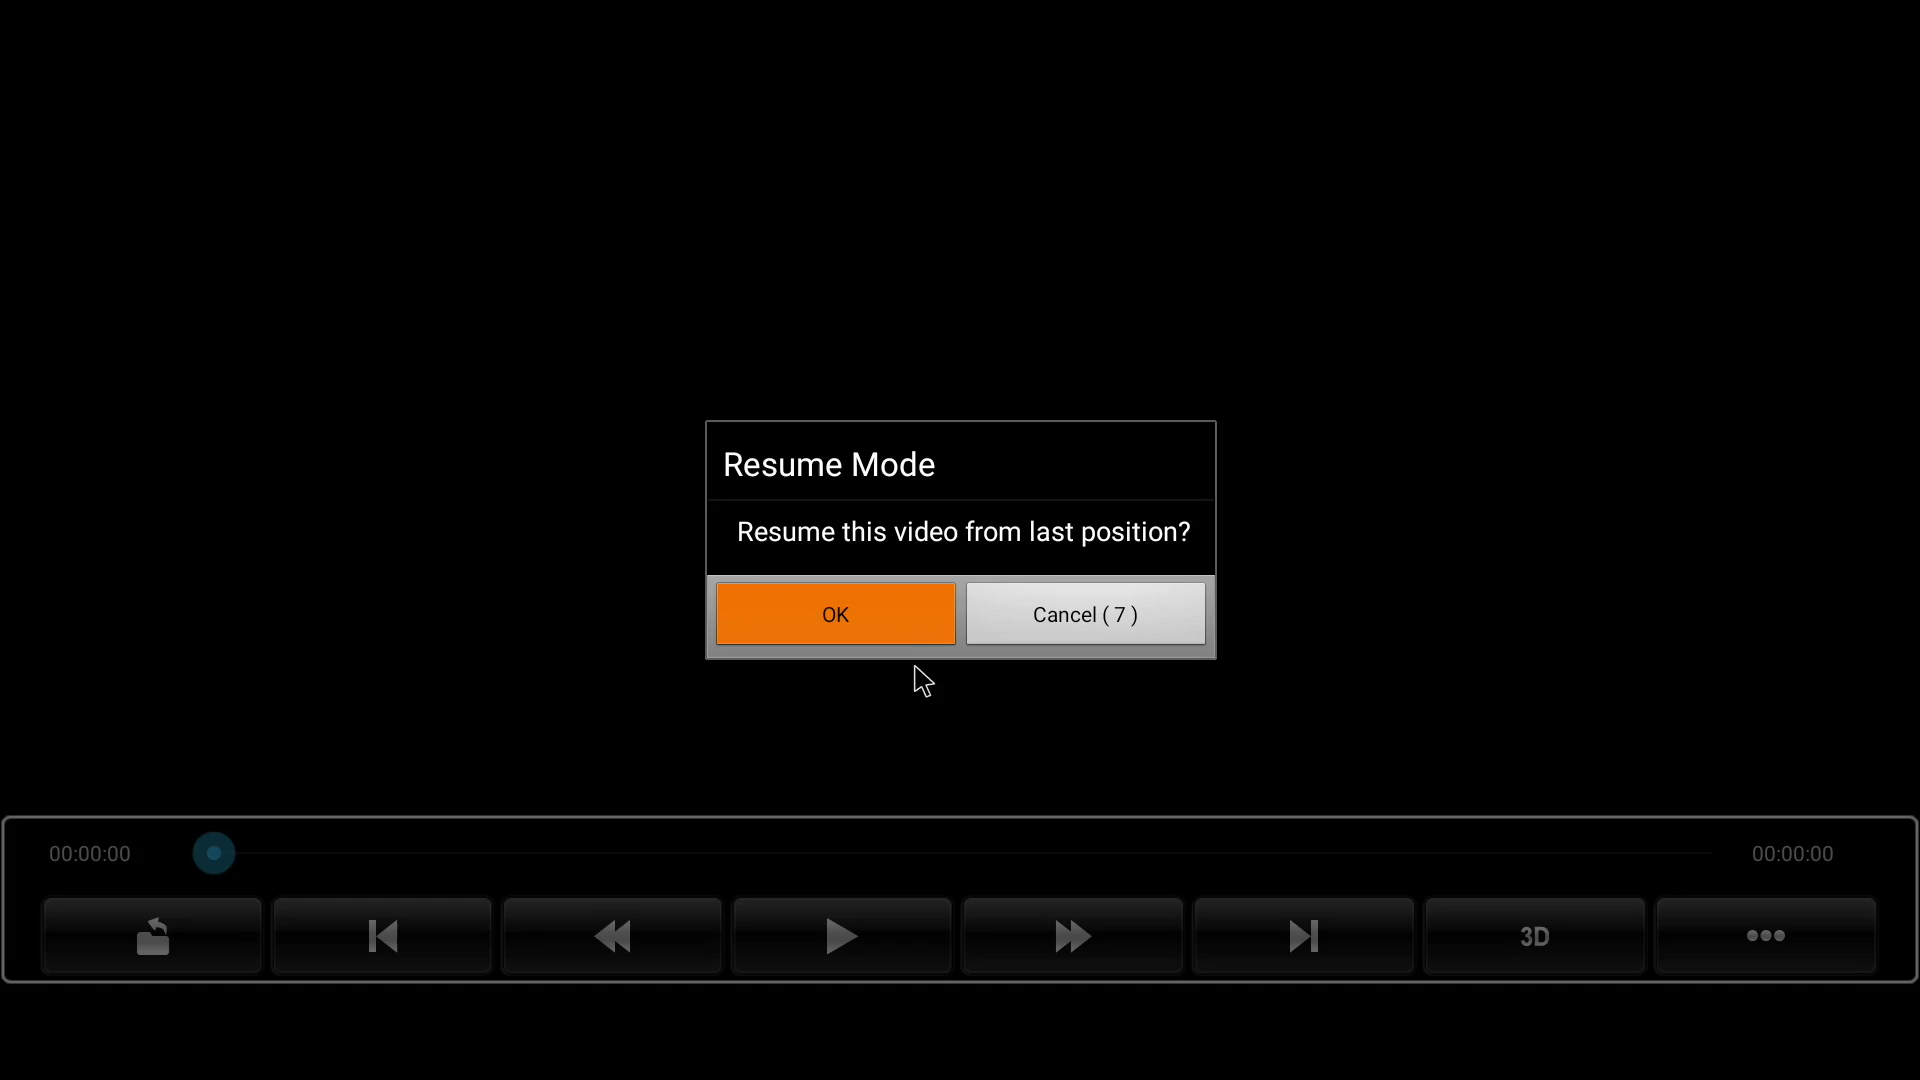 Resume Mode
Resume this video from last position?
OK
Cancel ( 7 )
00:00:00
00:00:00
3D